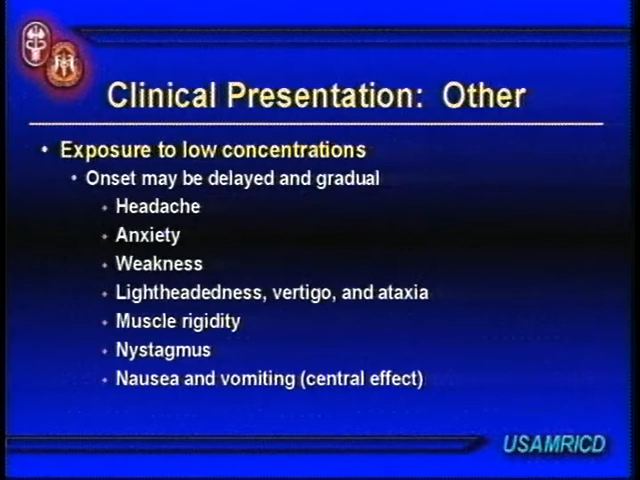 Clinical Presentation: Other
• Exposure to low concentrations
• Onset may be delayed and gradual
• Headache
• Anxiety
• Weakness
• Lightheadedness, vertigo, and ataxia
• Muscle rigidity
• Nystagmus
• Nausea and vomiting (central effect)
USAMRICD